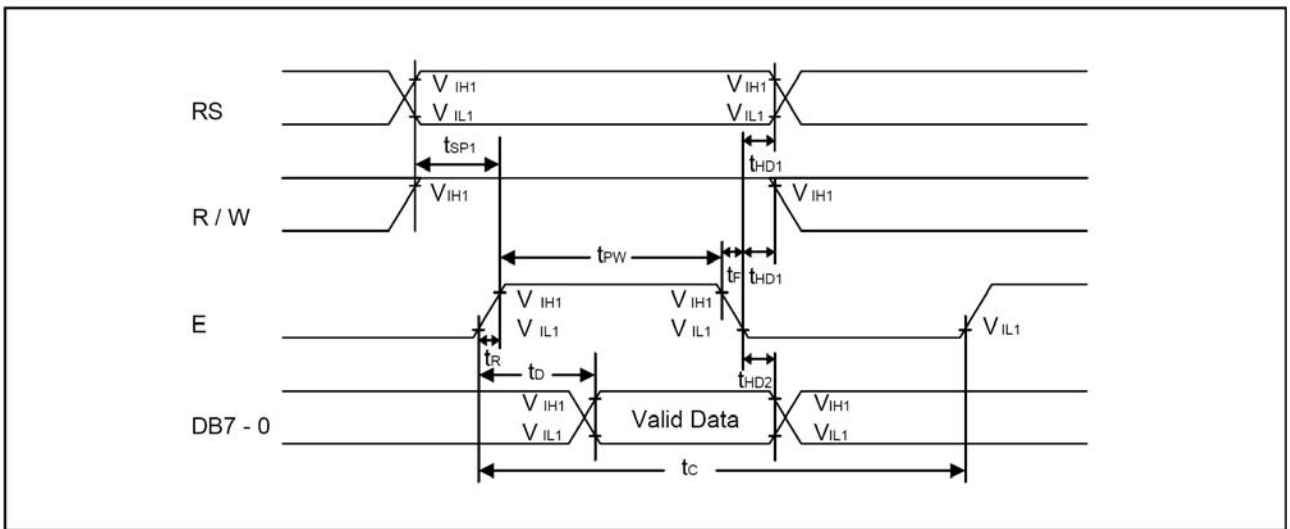 RS
V IH1
V IL1
V IH1
V IL1
tSP1
tHD1
R / W
VIH1
VIH1
tPW
tF
tHD1
E
V IH1
V IL1
V IH1
V IL1
V IL1
tR
tD
tHD2
DB7 - 0
V IH1
V IL1
Valid Data
VIH1
VIL1
tC